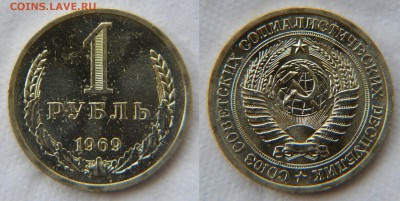 COINS.LAVE.RU
1
РУБЛЬ
1969
СОЮЗ СОВЕТСКИХ СОЦИАЛИСТИЧЕСКИХ РЕСПУБЛИК